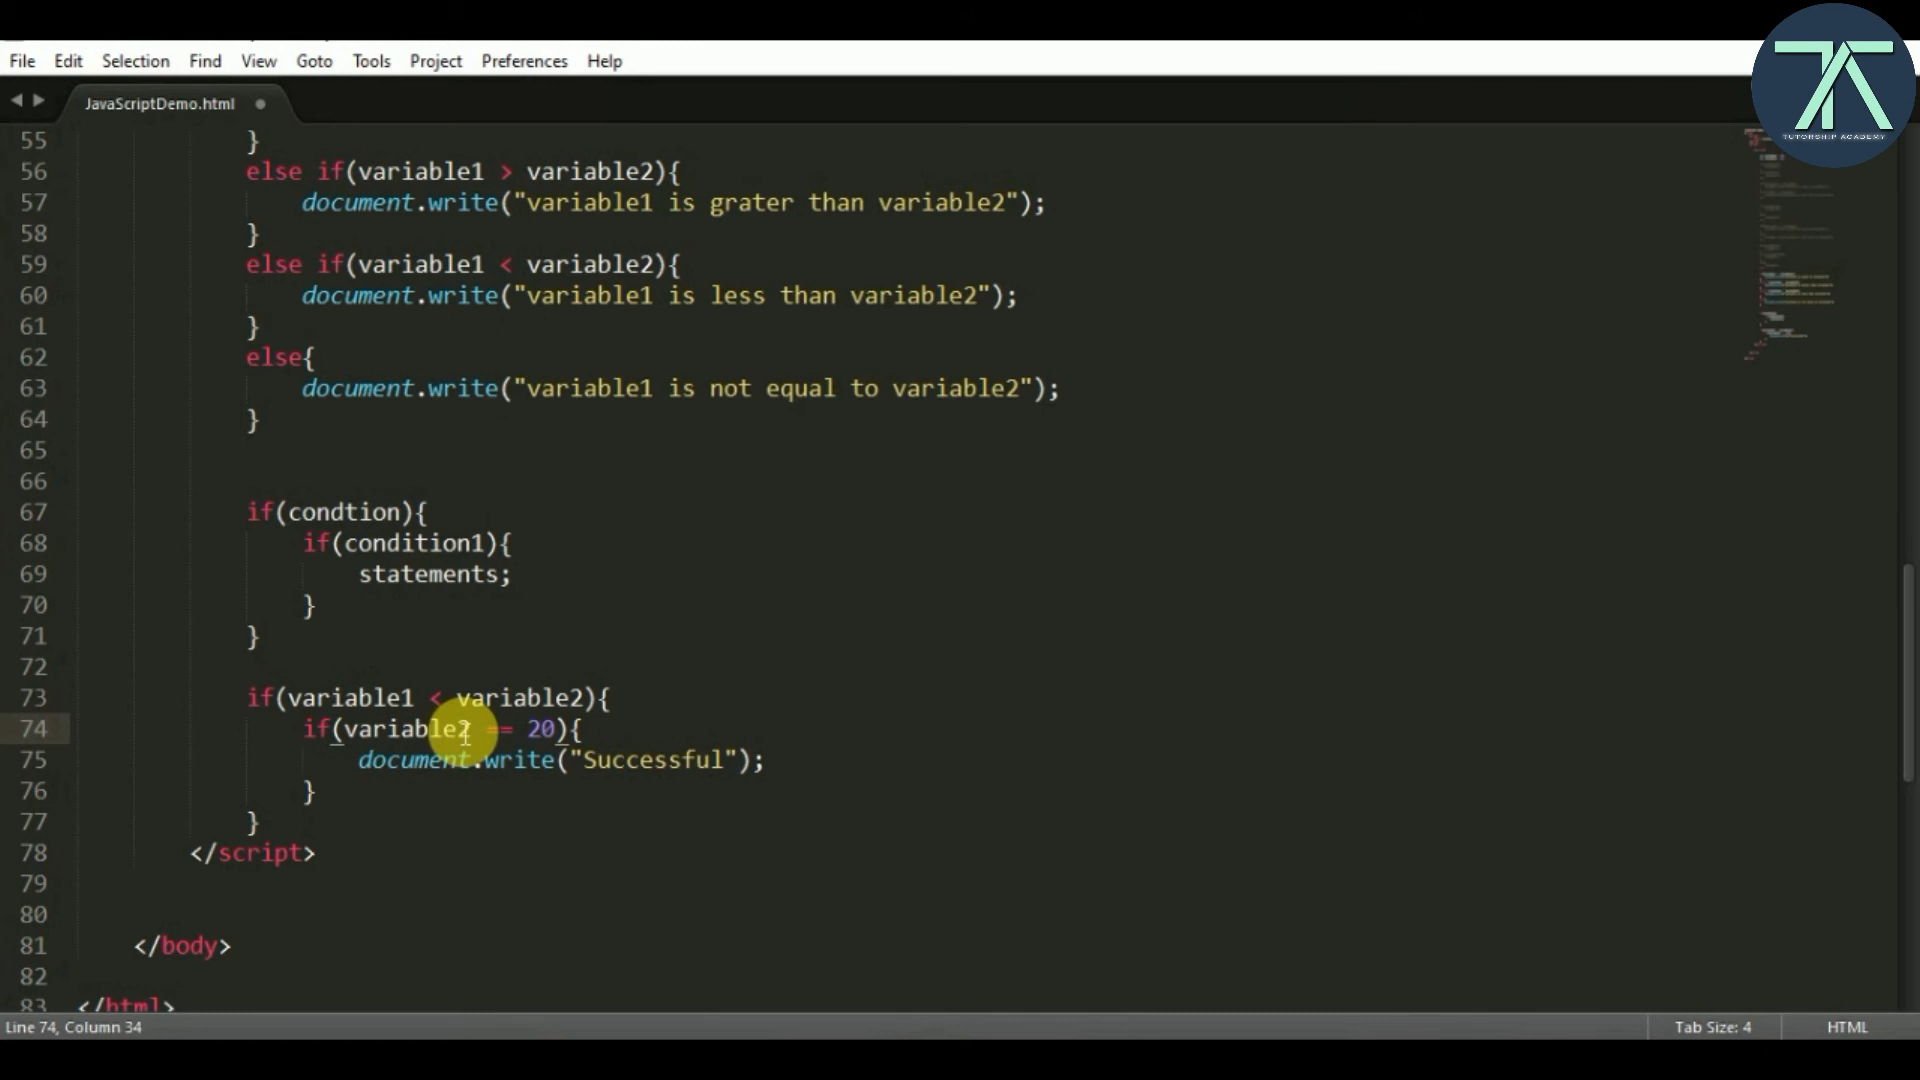 File Edit Selection Find View Goto Tools Project Preferences Help
TUTORSHIP ACADEMY
JavaScriptDemo.html
55 }
56 else if(variable1 > variable2){
57 document.write("variable1 is grater than variable2");
58 }
59 else if(variable1 < variable2){
60 document.write("variable1 is less than variable2");
61 }
62 else{
63 document.write("variable1 is not equal to variable2");
64 }
65
66
67 if(condtion){
68 if(condition1){
69 statements;
70 }
71 }
72
73 if(variable1 < variable2){
74 if(variable2 == 20){
75 document.write("Successful");
76 }
77 }
78 </script>
79
80
81 </body>
82
83 </html>
Line 74, Column 34 Tab Size: 4 HTML